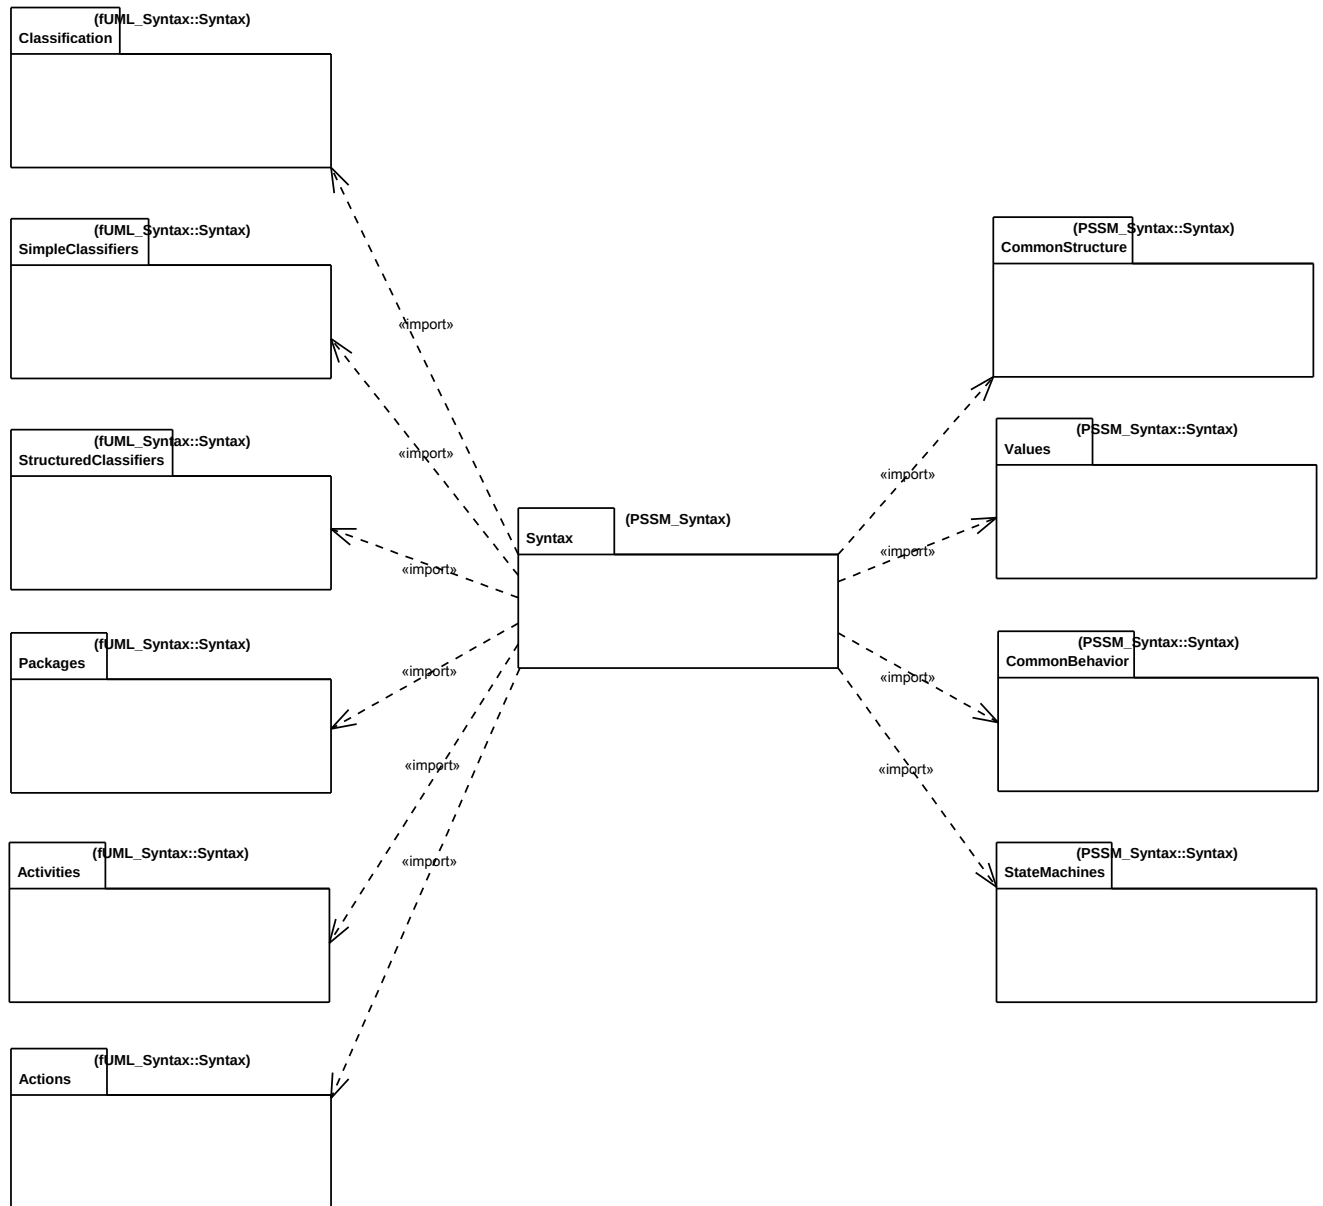 (fUML_Syntax::Syntax)
Classification
(fUML_Syntax::Syntax)
SimpleClassifiers
(PSSM_Syntax::Syntax)
CommonStructure
«import»
«import»
(fUML_Syntax::Syntax)
StructuredClassifiers
(PSSM_Syntax::Syntax)
Values
«import»
(PSSM_Syntax)
Syntax
«import»
«import»
(fUML_Syntax::Syntax)
Packages
(PSSM_Syntax::Syntax)
CommonBehavior
«import»
«import»
«import»
«import»
(fUML_Syntax::Syntax)
Activities
(PSSM_Syntax::Syntax)
StateMachines
«import»
(fUML_Syntax::Syntax)
Actions